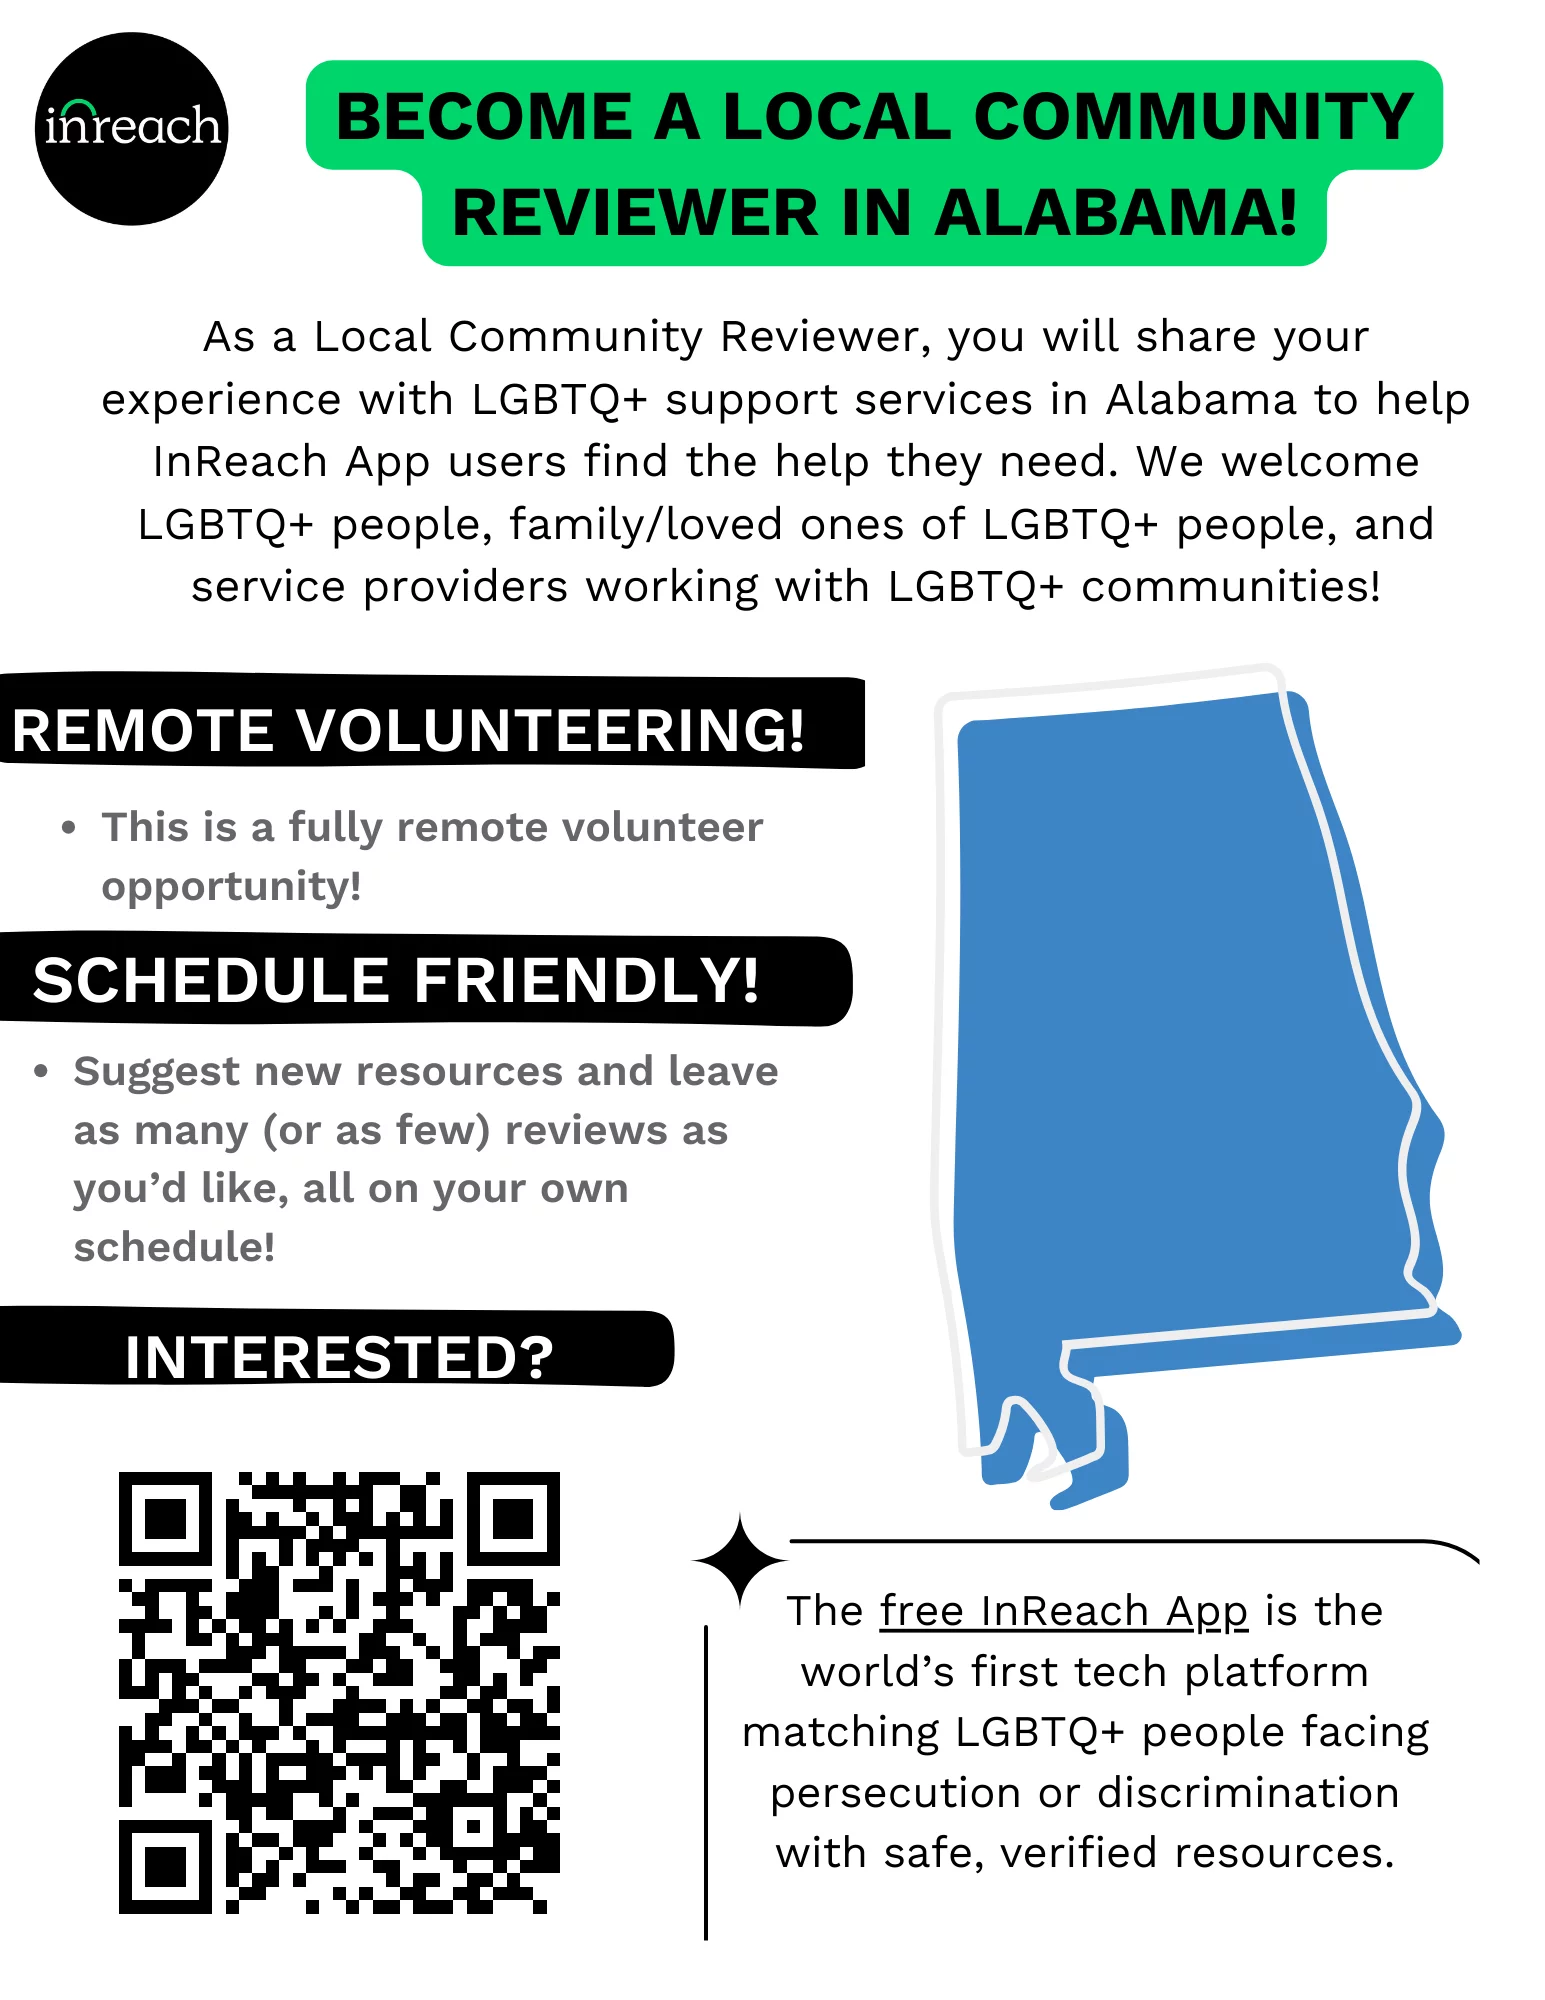 inreach
BECOME A LOCAL COMMUNITY
REVIEWER IN ALABAMA!
As a Local Community Reviewer, you will share your
experience with LGBTQ+ support services in Alabama to help
InReach App users find the help they need. We welcome
LGBTQ+ people, family/loved ones of LGBTQ+ people, and
service providers working with LGBTQ+ communities!
REMOTE VOLUNTEERING!
• This is a fully remote volunteer
opportunity!
SCHEDULE FRIENDLY!
• Suggest new resources and leave
as many (or as few) reviews as
you’d like, all on your own
schedule!
INTERESTED?
The free InReach App is the
world’s first tech platform
matching LGBTQ+ people facing
persecution or discrimination
with safe, verified resources.